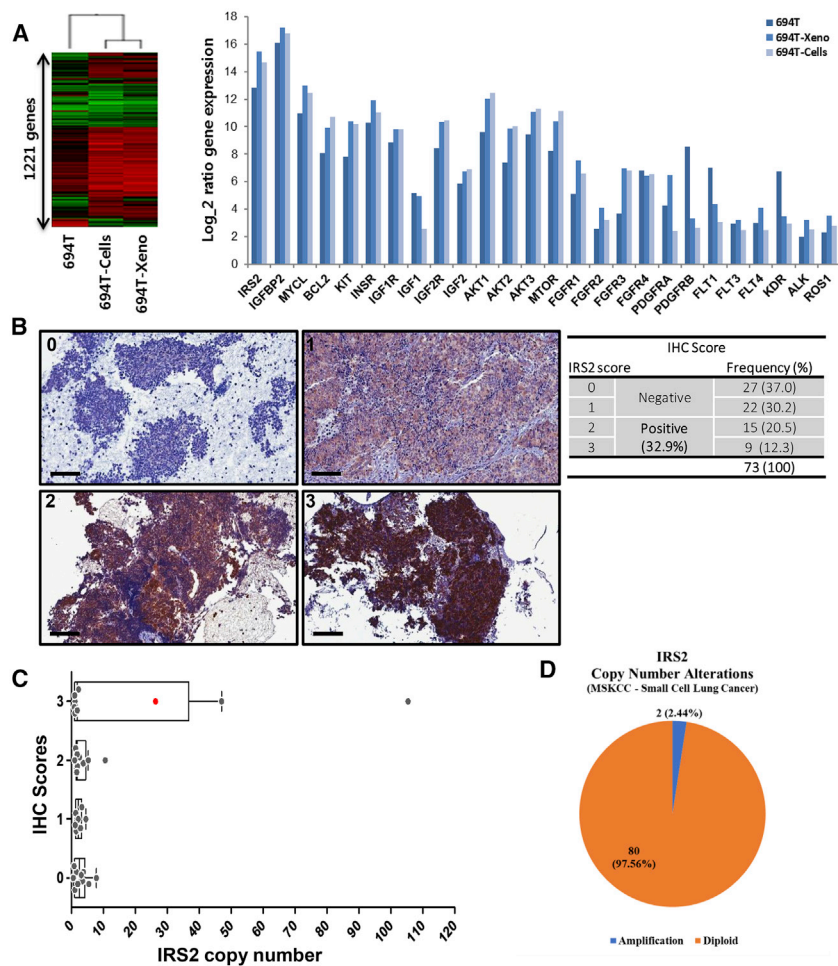 A
1221 genes
694T
694T-Cells
694T-Xeno
Log_2 ratio gene expression
18
16
14
12
10
8
6
4
2
0
694T
694T-Xeno
694T-Cells
IRS2
IGFBP2
MYCL
BCL2
KIT
INSR
IGF1R
IGF1
IGF2R
IGF2
AKT1
AKT2
AKT3
MTOR
FGFR1
FGFR2
FGFR3
FGFR4
PDGFRA
PDGFRB
FLT1
FLT3
FLT4
KDR
ALK
ROS1
B
0
1
2
3
IHC Score
IRS2 score Frequency (%)
0 Negative 27 (37.0)
1 22 (30.2)
2 Positive 15 (20.5)
3 (32.9%) 9 (12.3)
73 (100)
C
IHC Scores
3
2
1
0
0 10 20 30 40 50 60 70 80 90 100 110 120
IRS2 copy number
D
IRS2
Copy Number Alterations
(MSKCC - Small Cell Lung Cancer)
2 (2.44%)
80
(97.56%)
Amplification Diploid